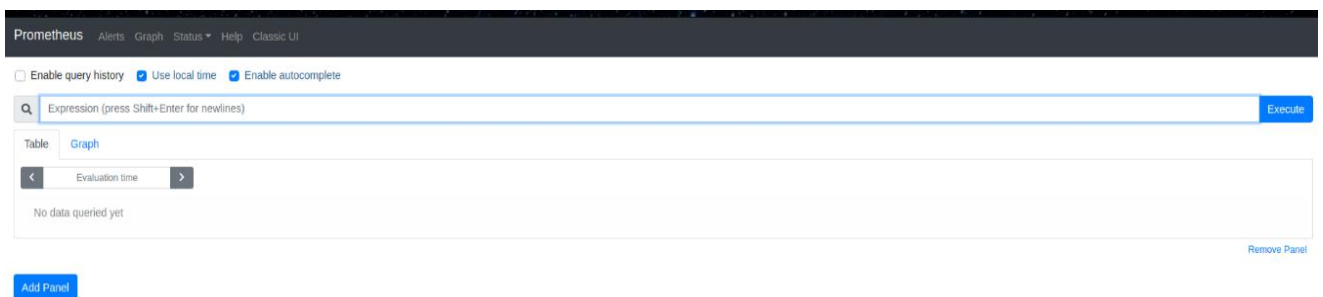 Prometheus Alerts Graph Status Help Classic UI
Enable query history Use local time Enable autocomplete
Expression (press Shift+Enter for newlines) Execute
Table Graph
Evaluation time
No data queried yet
Remove Panel
Add Panel